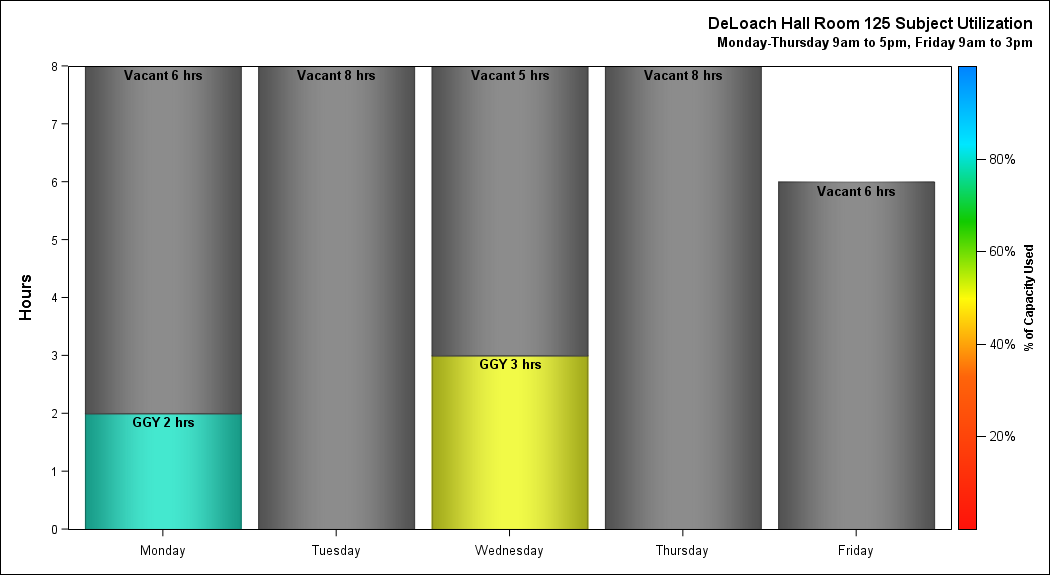 DeLoach Hall Room 125 Subject Utilization
Monday-Thursday 9am to 5pm, Friday 9am to 3pm
Hours
8
7
6
5
4
3
2
1
0
Vacant 6 hrs
Vacant 8 hrs
Vacant 5 hrs
Vacant 8 hrs
Vacant 6 hrs
GGY 3 hrs
GGY 2 hrs
Monday
Tuesday
Wednesday
Thursday
Friday
80%
60%
40%
20%
% of Capacity Used